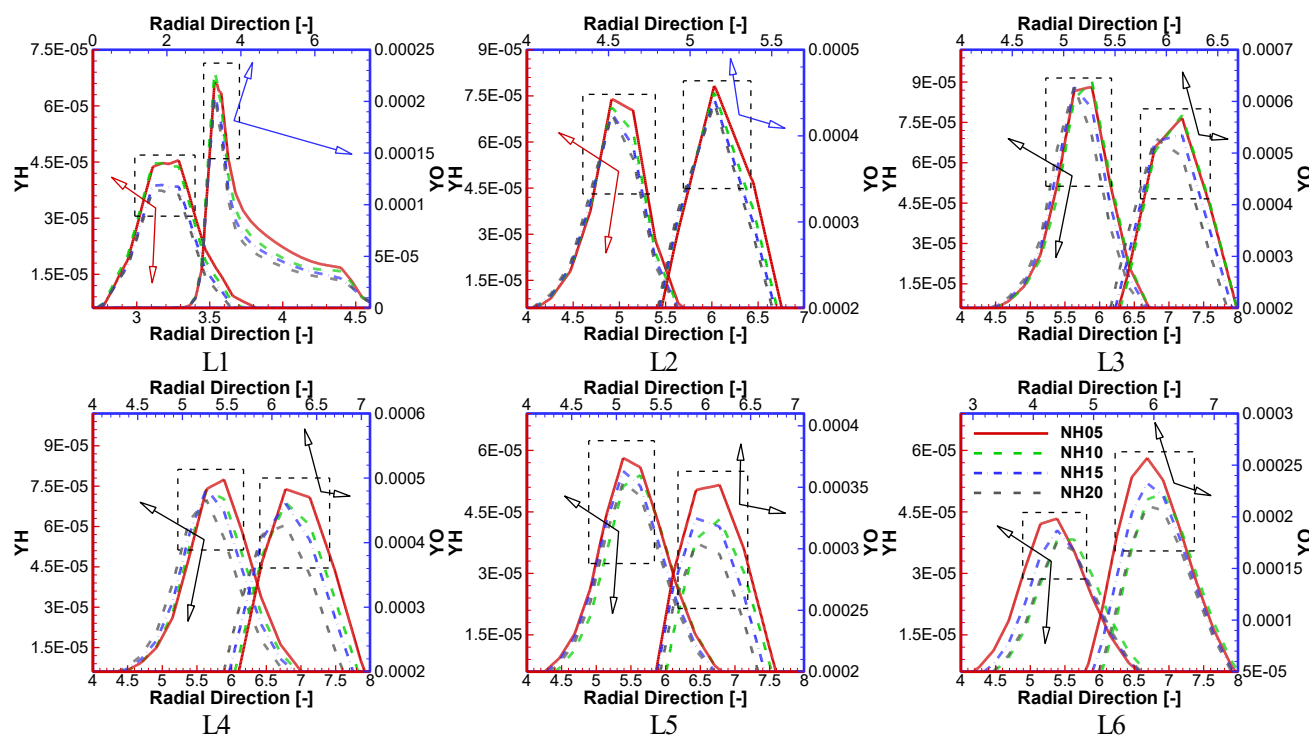 Radial Direction [-] Radial Direction [-] Radial Direction [-]
0 2 4 6 4 4.5 5 5.5 4 4.5 5 5.5 6 6.5
7.5E-05 0.00025 9E-05 0.0005 0.0007
9E-05
7.5E-05
6E-05 0.0002 0.0006
7.5E-05
6E-05 0.0004
4.5E-05 0.00015
6E-05 0.0005
YH YO YH YO YH YO
4.5E-05
0.0001 4.5E-05 0.0004
3E-05 0.0003
3E-05
3E-05 0.0003
5E-05
1.5E-05 1.5E-05 1.5E-05
0 0.0002 0.0002
3 3.5 4 4.5 4 4.5 5 5.5 6 6.5 7 4 4.5 5 5.5 6 6.5 7 7.5 8
Radial Direction [-] Radial Direction [-] Radial Direction [-]
L1 L2 L3
Radial Direction [-] Radial Direction [-] Radial Direction [-]
4 4.5 5 5.5 6 6.5 7 4 4.5 5 5.5 6 6.5 3 4 5 6 7
0.0006 0.0004 0.0003
9E-05
6E-05 NH05
0.00025
7.5E-05 0.0005 NH10
0.00035 NH15
4.5E-05 NH20
6E-05 0.0002
YH YO YH YO YH
0.0004 0.0003
4.5E-05 3E-05 3E-05 0.00015
3E-05 0.0003 0.00025
0.0001
1.5E-05 1.5E-05 1.5E-05
0.0002 0.0002 5E-05
4 4.5 5 5.5 6 6.5 7 7.5 8 4 4.5 5 5.5 6 6.5 7 7.5 8 4 4.5 5 5.5 6 6.5 7 7.5 8
Radial Direction [-] Radial Direction [-] Radial Direction [-]
L4 L5 L6